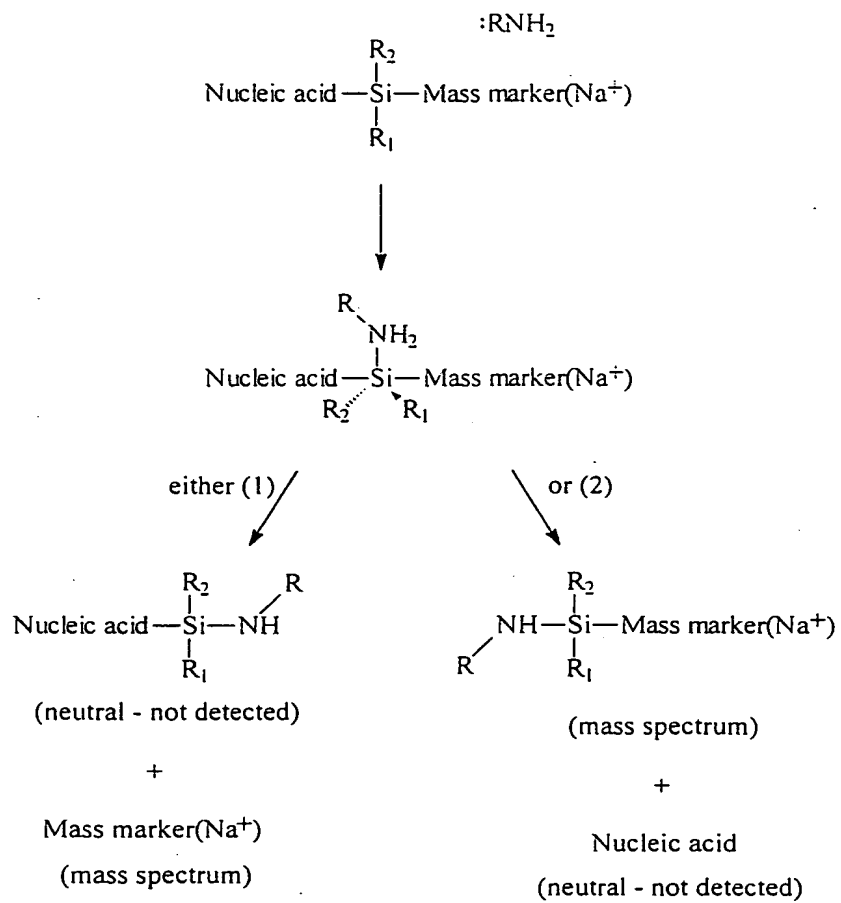 :RNH₂
R₂
Nucleic acid—Si—Mass marker(Na⁺)
R₁
R
NH₂
Nucleic acid—Si—Mass marker(Na⁺)
R₂ R₁
either (1)
or (2)
R₂ R
Nucleic acid—Si—NH
R₁
(neutral - not detected)
+
Mass marker(Na⁺)
(mass spectrum)
R₂
NH—Si—Mass marker(Na⁺)
R R₁
(mass spectrum)
+
Nucleic acid
(neutral - not detected)